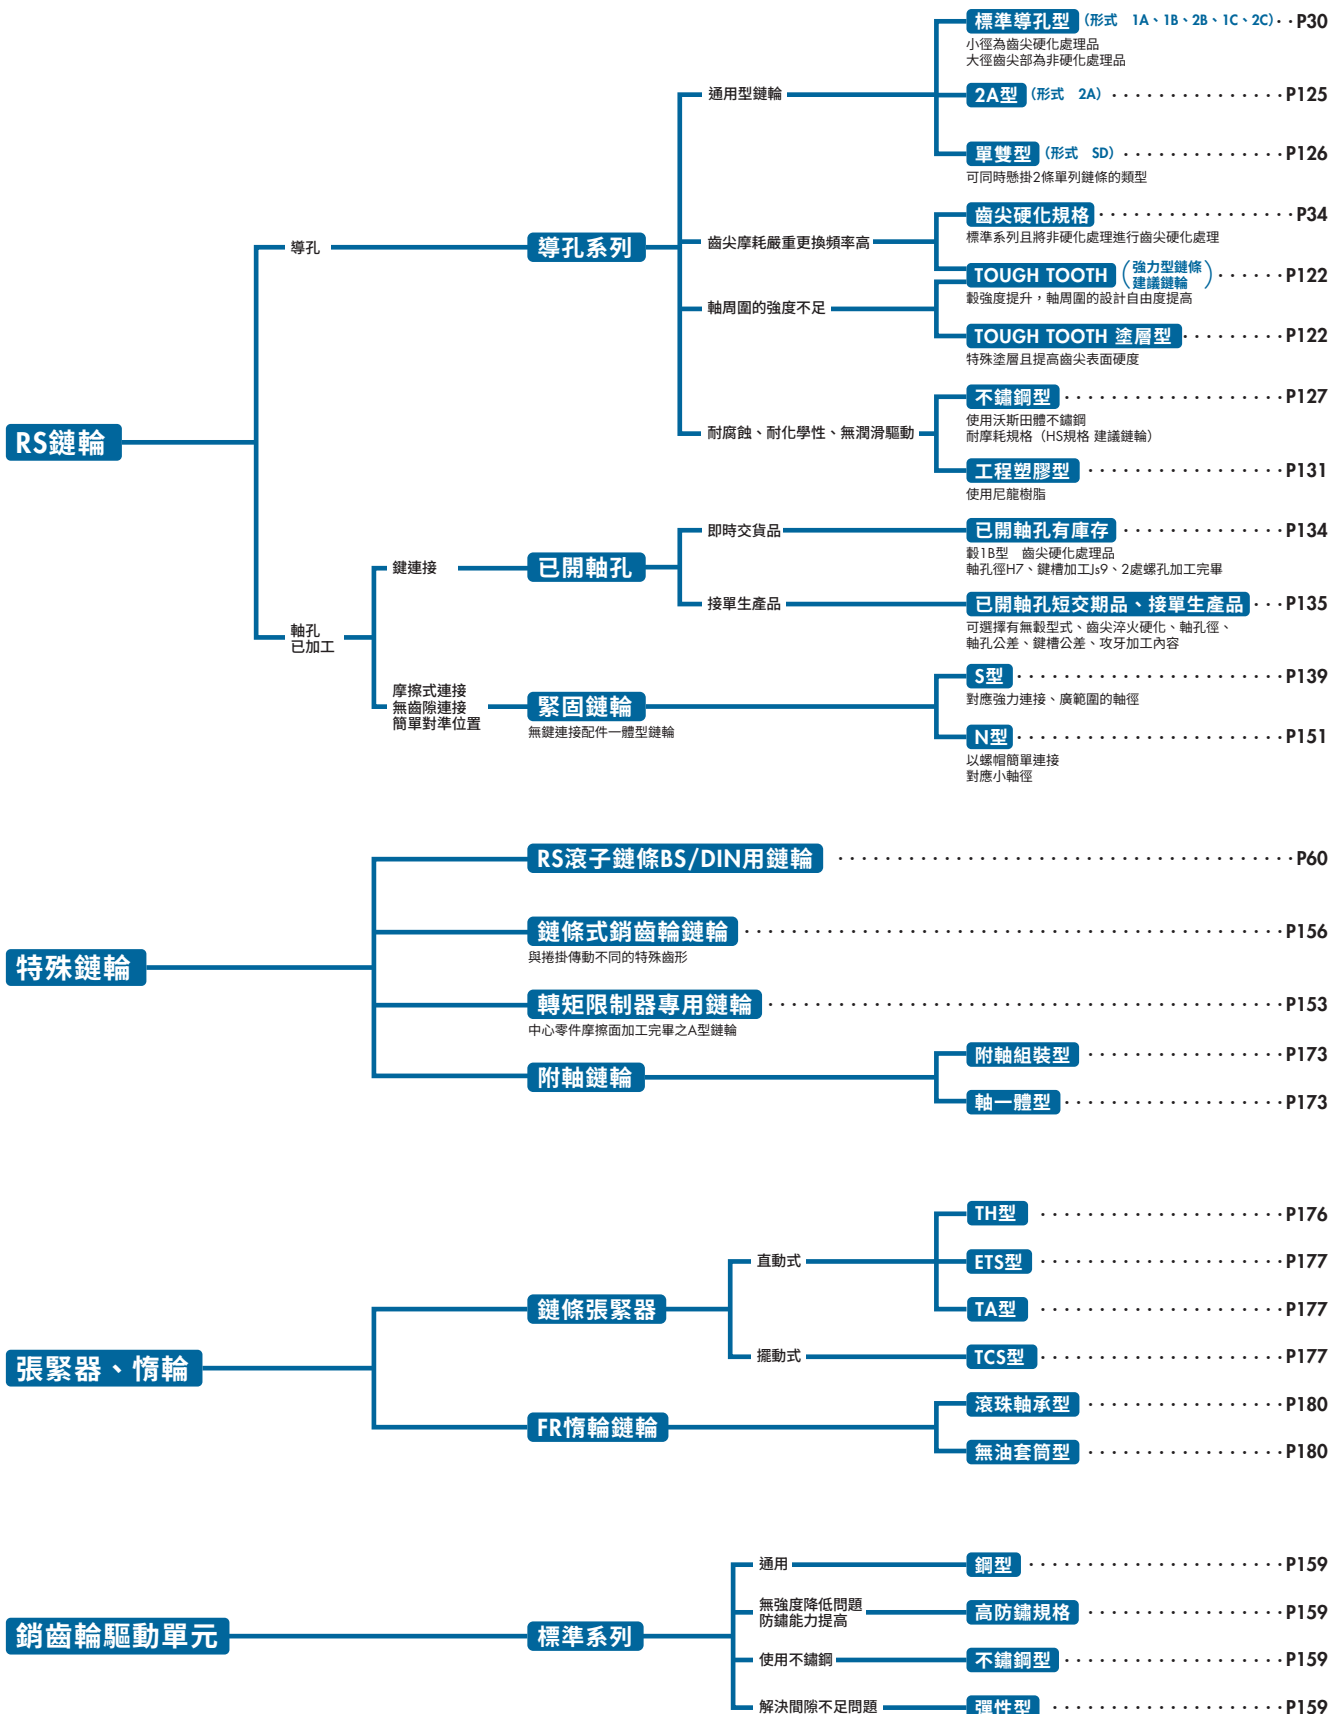 RS鏈輪
導孔
導孔系列
通用型鏈輪
標準導孔型（形式　1A、1B、2B、1C、2C）‥P30
小徑為齒尖硬化處理品
大徑齒尖部為非硬化處理品
2A型（形式　2A）P125
單雙型（形式　SD）P126
可同時懸掛2條單列鏈條的類型
齒尖摩耗嚴重更換頻率高
齒尖硬化規格 P34
標準系列且將非硬化處理進行齒尖硬化處理
TOUGH TOOTH（強力型鏈條
建議鏈輪）P122
轂強度提升，軸周圍的設計自由度提高
軸周圍的強度不足
TOUGH TOOTH 塗層型 P122
特殊塗層且提高齒尖表面硬度
耐腐蝕、耐化學性、無潤滑驅動
不鏽鋼型 P127
使用沃斯田體不鏽鋼
耐摩耗規格（HS規格 建議鏈輪）
工程塑膠型 P131
使用尼龍樹脂
軸孔
已加工
鍵連接
已開軸孔
即時交貨品
已開軸孔有庫存 P134
轂1B型　齒尖硬化處理品
軸孔徑H7、鍵槽加工Js9、2處螺孔加工完畢
接單生產品
已開軸孔短交期品、接單生產品 P135
可選擇有無轂型式、齒尖淬火硬化、軸孔徑、
軸孔公差、鍵槽公差、攻牙加工內容
摩擦式連接
無齒隙連接
簡單對準位置
緊固鏈輪
無鍵連接配件一體型鏈輪
S型 P139
對應強力連接、廣範圍的軸徑
N型 P151
以螺帽簡單連接
對應小軸徑
特殊鏈輪
RS滾子鏈條BS/DIN用鏈輪 P60
鏈條式銷齒輪鏈輪 P156
與捲掛傳動不同的特殊齒形
轉矩限制器專用鏈輪 P153
中心零件摩擦面加工完畢之A型鏈輪
附軸鏈輪
附軸組裝型 P173
軸一體型 P173
張緊器、惰輪
鏈條張緊器
直動式
TH型 P176
ETS型 P177
TA型 P177
擺動式
TCS型 P177
FR惰輪鏈輪
滾珠軸承型 P180
無油套筒型 P180
銷齒輪驅動單元
標準系列
通用
鋼型 P159
無強度降低問題
防鏽能力提高
高防鏽規格 P159
使用不鏽鋼
不鏽鋼型 P159
解決間隙不足問題
彈性型 P159